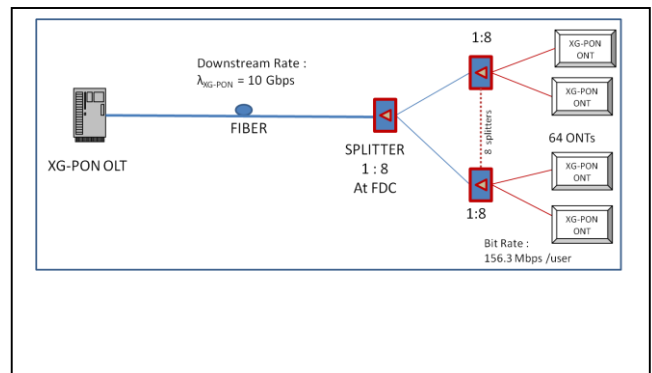 Downstream Rate :
λXG-PON = 10 Gbps
FIBER
XG-PON OLT
SPLITTER
1 : 8
At FDC
1:8
8 splitters
1:8
XG-PON
ONT
XG-PON
ONT
64 ONTs
XG-PON
ONT
XG-PON
ONT
Bit Rate :
156.3 Mbps /user